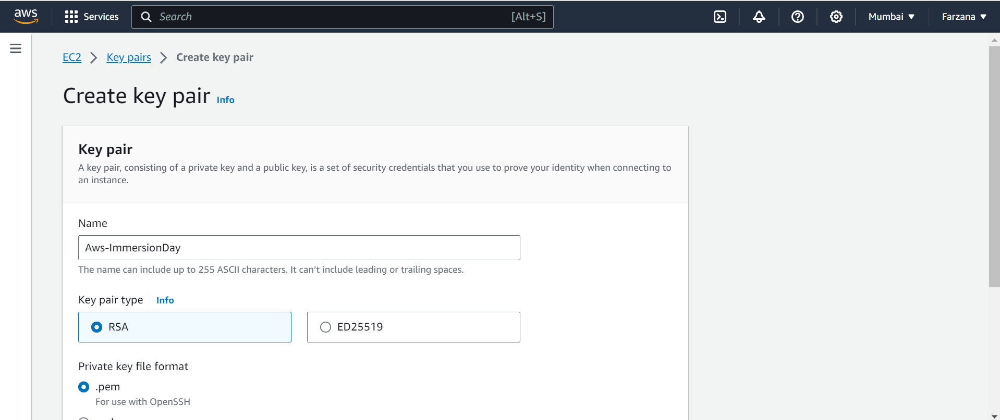 aws
Services
Search [Alt+S]
Mumbai
Farzana
EC2
Key pairs
Create key pair
Create key pair Info
Key pair
A key pair, consisting of a private key and a public key, is a set of security credentials that you use to prove your identity when connecting to
an instance.
Name
Aws-ImmersionDay
The name can include up to 255 ASCII characters. It can’t include leading or trailing spaces.
Key pair type Info
RSA
ED25519
Private key file format
.pem
For use with OpenSSH